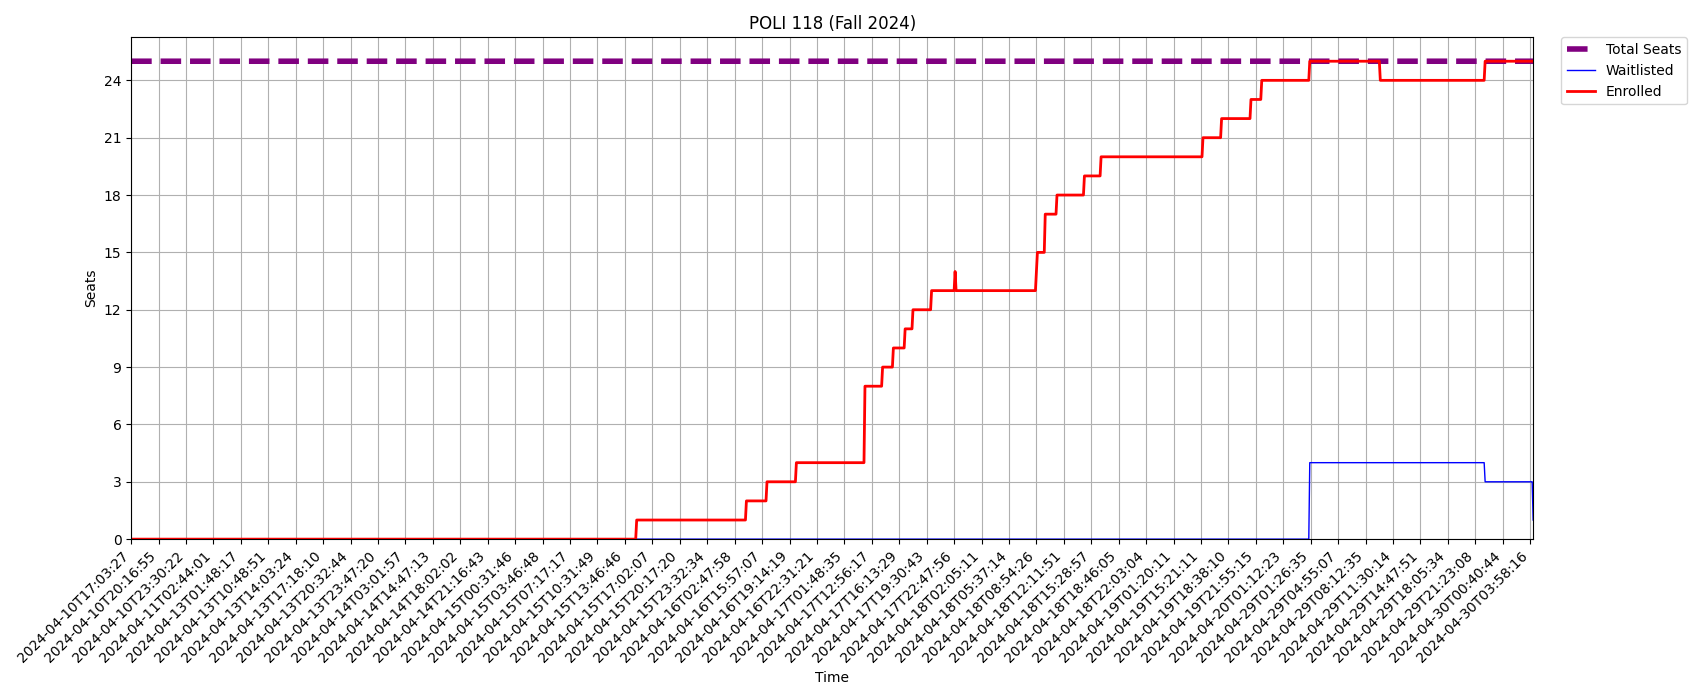 POLI 118 (Fall 2024)
Total Seats
Waitlisted
Enrolled
Seats
24
21
18
15
12
9
6
3
0
2024-04-10T17:03:27
2024-04-10T20:16:55
2024-04-10T23:30:22
2024-04-11T02:44:01
2024-04-13T01:48:17
2024-04-13T10:48:51
2024-04-13T14:03:24
2024-04-13T17:18:10
2024-04-13T20:32:44
2024-04-13T23:47:20
2024-04-14T03:01:57
2024-04-14T14:47:13
2024-04-14T18:02:02
2024-04-14T21:16:43
2024-04-15T00:31:46
2024-04-15T03:46:48
2024-04-15T07:17:17
2024-04-15T10:31:49
2024-04-15T13:46:46
2024-04-15T17:02:07
2024-04-15T20:17:20
2024-04-15T23:32:34
2024-04-16T02:47:58
2024-04-16T15:57:07
2024-04-16T19:14:19
2024-04-16T22:31:21
2024-04-17T01:48:35
2024-04-17T12:56:17
2024-04-17T16:13:29
2024-04-17T19:30:43
2024-04-17T22:47:56
2024-04-18T02:05:11
2024-04-18T05:37:14
2024-04-18T08:54:26
2024-04-18T12:11:51
2024-04-18T15:28:57
2024-04-18T18:46:05
2024-04-18T22:03:04
2024-04-19T01:20:11
2024-04-19T15:21:11
2024-04-19T18:38:10
2024-04-19T21:55:15
2024-04-20T01:12:23
2024-04-29T01:26:35
2024-04-29T04:55:07
2024-04-29T08:12:35
2024-04-29T11:30:14
2024-04-29T14:47:51
2024-04-29T18:05:34
2024-04-29T21:23:08
2024-04-30T00:40:44
2024-04-30T03:58:16
Time